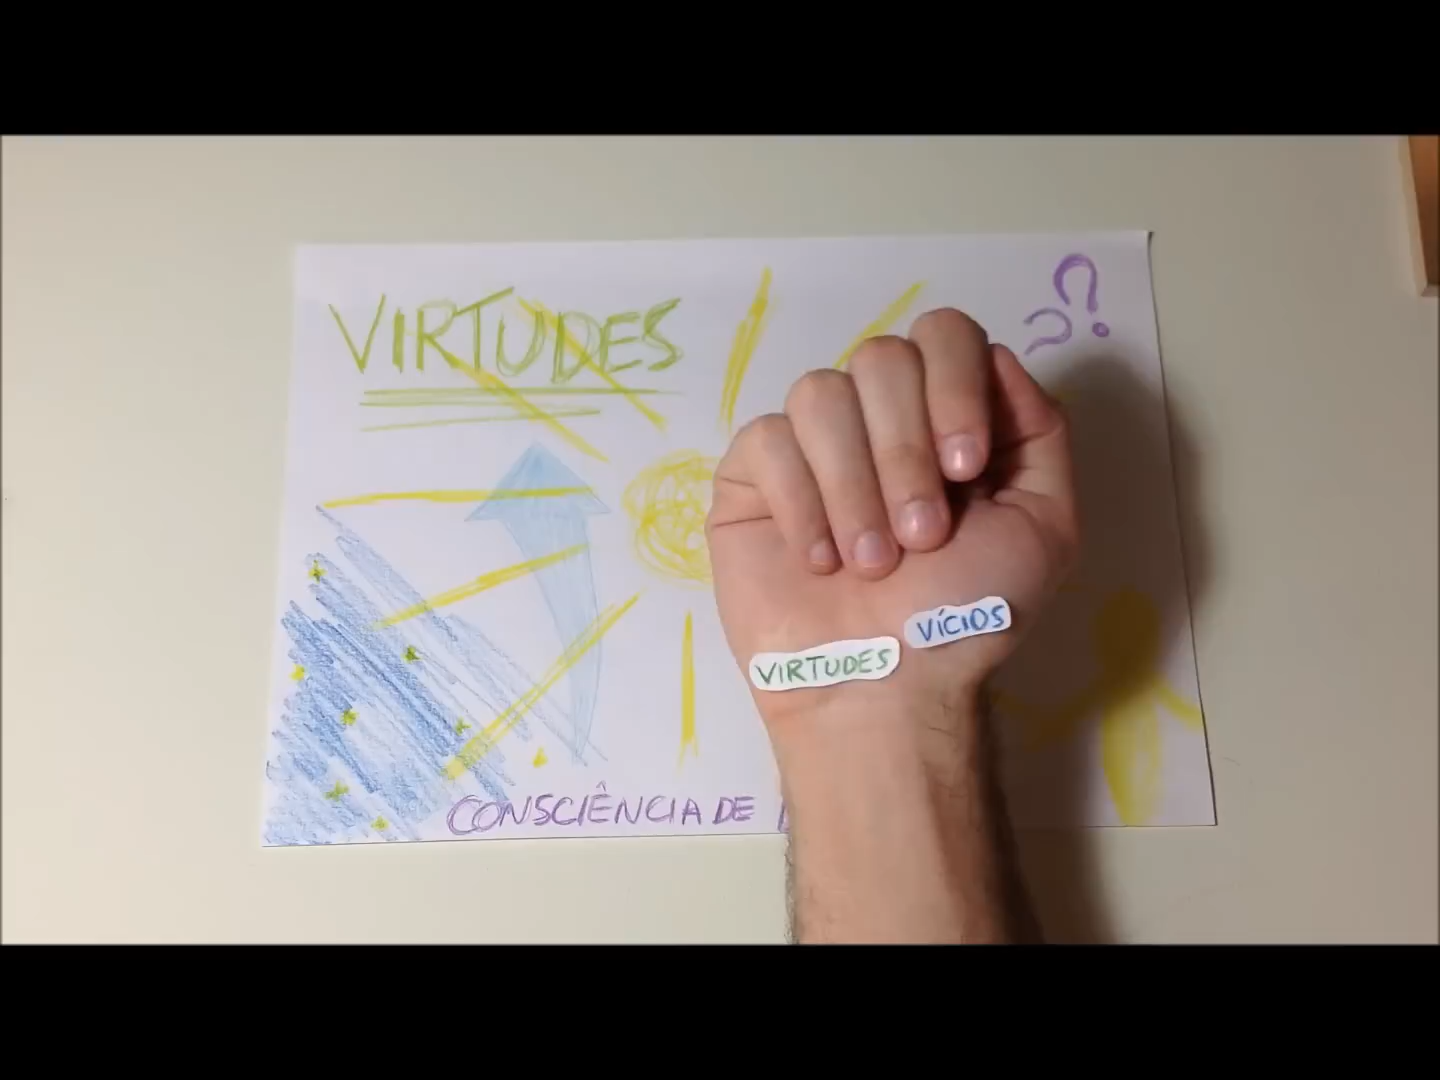 VIRTUDES
??
VÍCIOS
VIRTUDES
CONSCIÊNCIA DE